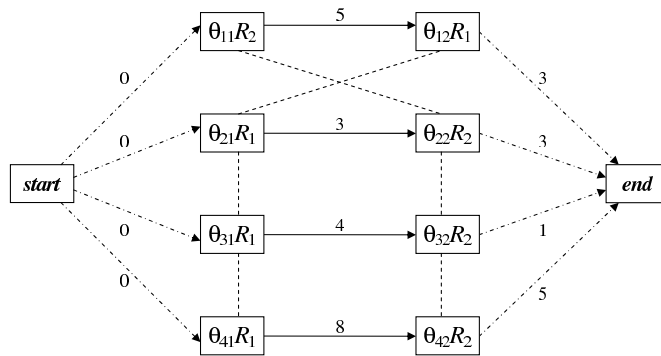 θ₁₁R₂ 5 θ₁₂R₁
0 3
θ₂₁R₁ 3 θ₂₂R₂
0 3
start end
0 1
θ₃₁R₁ 4 θ₃₂R₂
0 5
θ₄₁R₁ 8 θ₄₂R₂